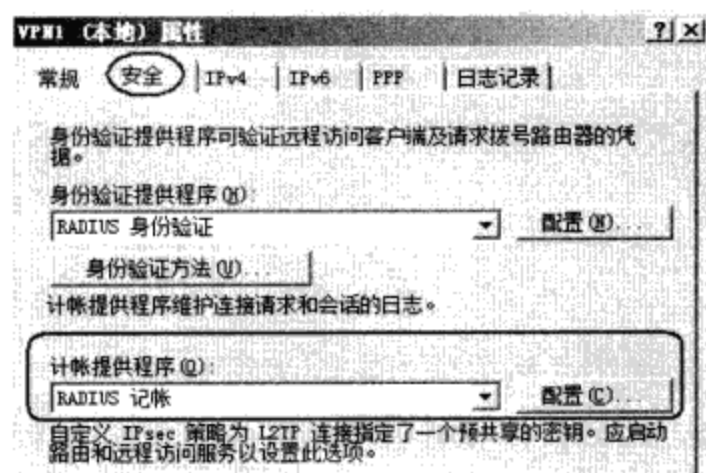 VPN1 （本地） 属性 ? ×
常规 安全 IPv4 IPv6 PPP 日志记录
身份验证提供程序可验证远程访问客户端及请求拨号路由器的凭
据。
身份验证提供程序(H):
RADIUS 身份验证 配置(N)...
身份验证方法(U)...
计帐提供程序维护连接请求和会话的日志。
计帐提供程序(O):
RADIUS 记帐 配置(C)...
自定义 IPsec 策略为 L2TP 连接指定了一个预共享的密钥。应启动
路由和远程访问服务以设置此选项。